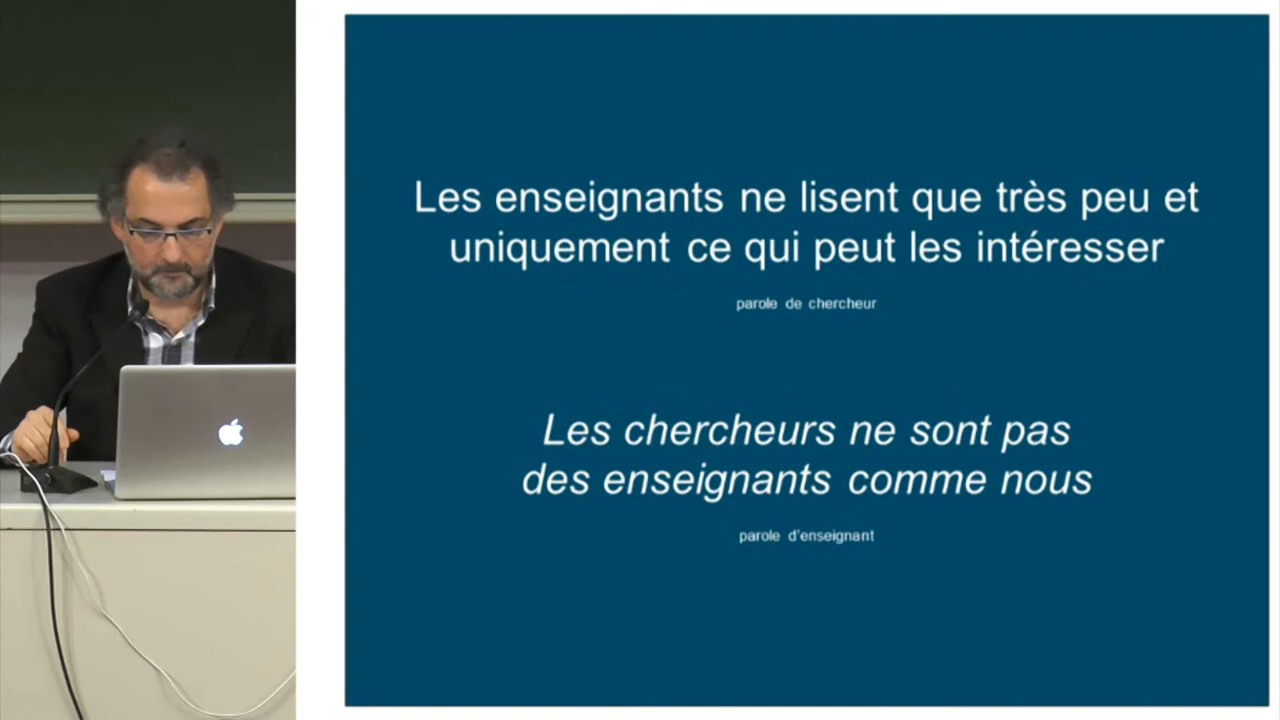 Les enseignants ne lisent que très peu et
uniquement ce qui peut les intéresser
parole de chercheur
Les chercheurs ne sont pas
des enseignants comme nous
parole d'enseignant